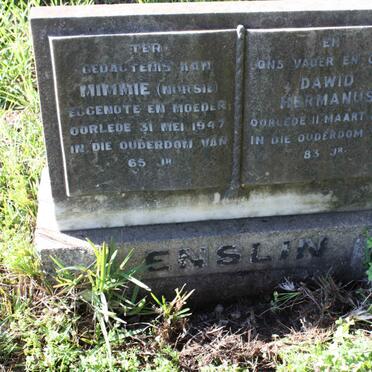 TER
GEDAGTENIS AAN
MIMMIE (NURSIE)
EGGENOTE EN MOEDER
OORLEDE 31 MEI 1947
IN DIE OUDERDOM VAN
65 JR.
EN
ONS VADER EN
DAWID
HERMANUS
OORLEDE 11 MAART
IN DIE OUDERDOM
83 JR.
ENSLIN